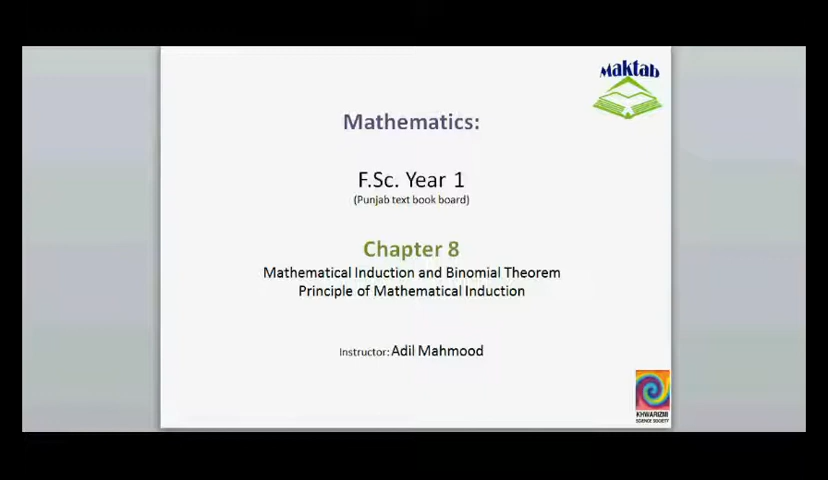 Maktab
Mathematics:
F.Sc. Year 1
(Punjab text book board)
Chapter 8
Mathematical Induction and Binomial Theorem
Principle of Mathematical Induction
Instructor: Adil Mahmood
KHWARIZMI
SCIENCE SOCIETY